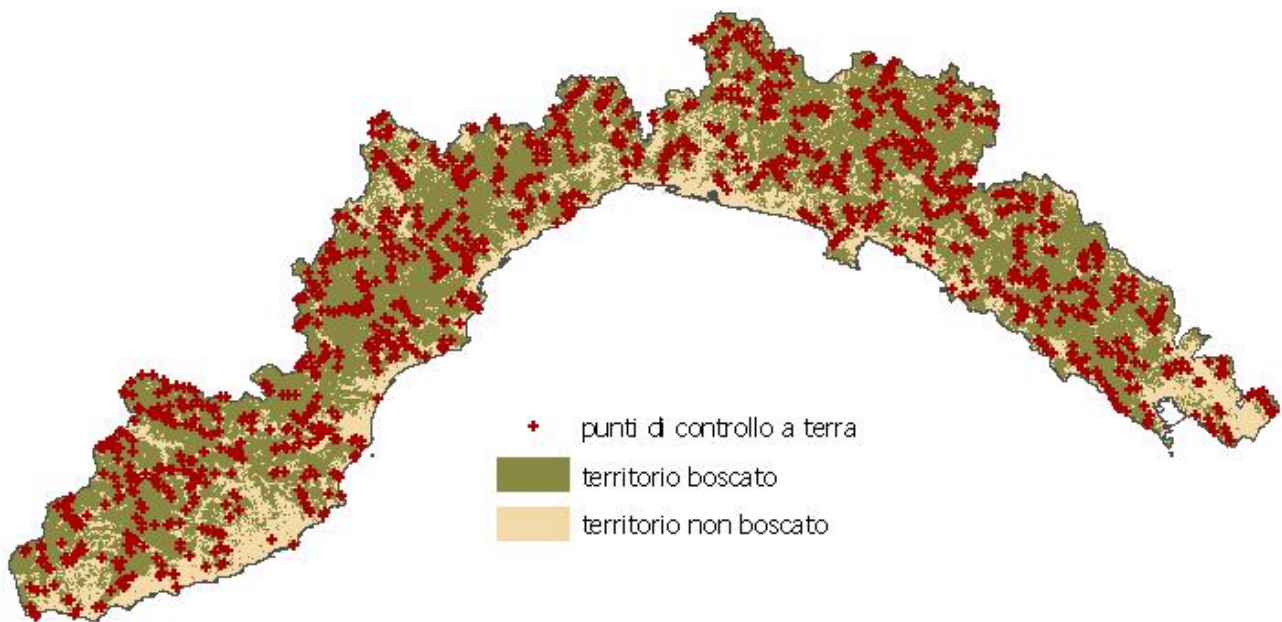 punti di controllo a terra
territorio boscato
territorio non boscato